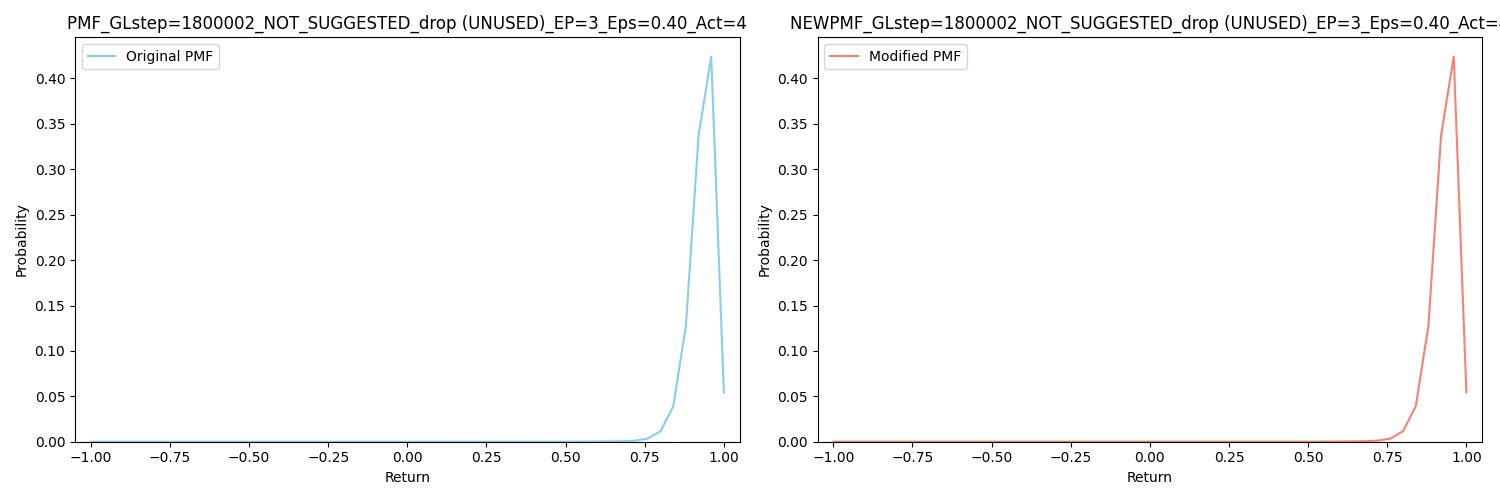 PMF_GLstep=1800002_NOT_SUGGESTED_drop (UNUSED)_EP=3_Eps=0.40_Act=4
Original PMF
Probability
0.40
0.35
0.30
0.25
0.20
0.15
0.10
0.05
0.00
−1.00 −0.75 −0.50 −0.25 0.00 0.25 0.50 0.75 1.00
Return
NEWPMF_GLstep=1800002_NOT_SUGGESTED_drop (UNUSED)_EP=3_Eps=0.40_Act=
Modified PMF
Probability
0.40
0.35
0.30
0.25
0.20
0.15
0.10
0.05
0.00
−1.00 −0.75 −0.50 −0.25 0.00 0.25 0.50 0.75 1.00
Return